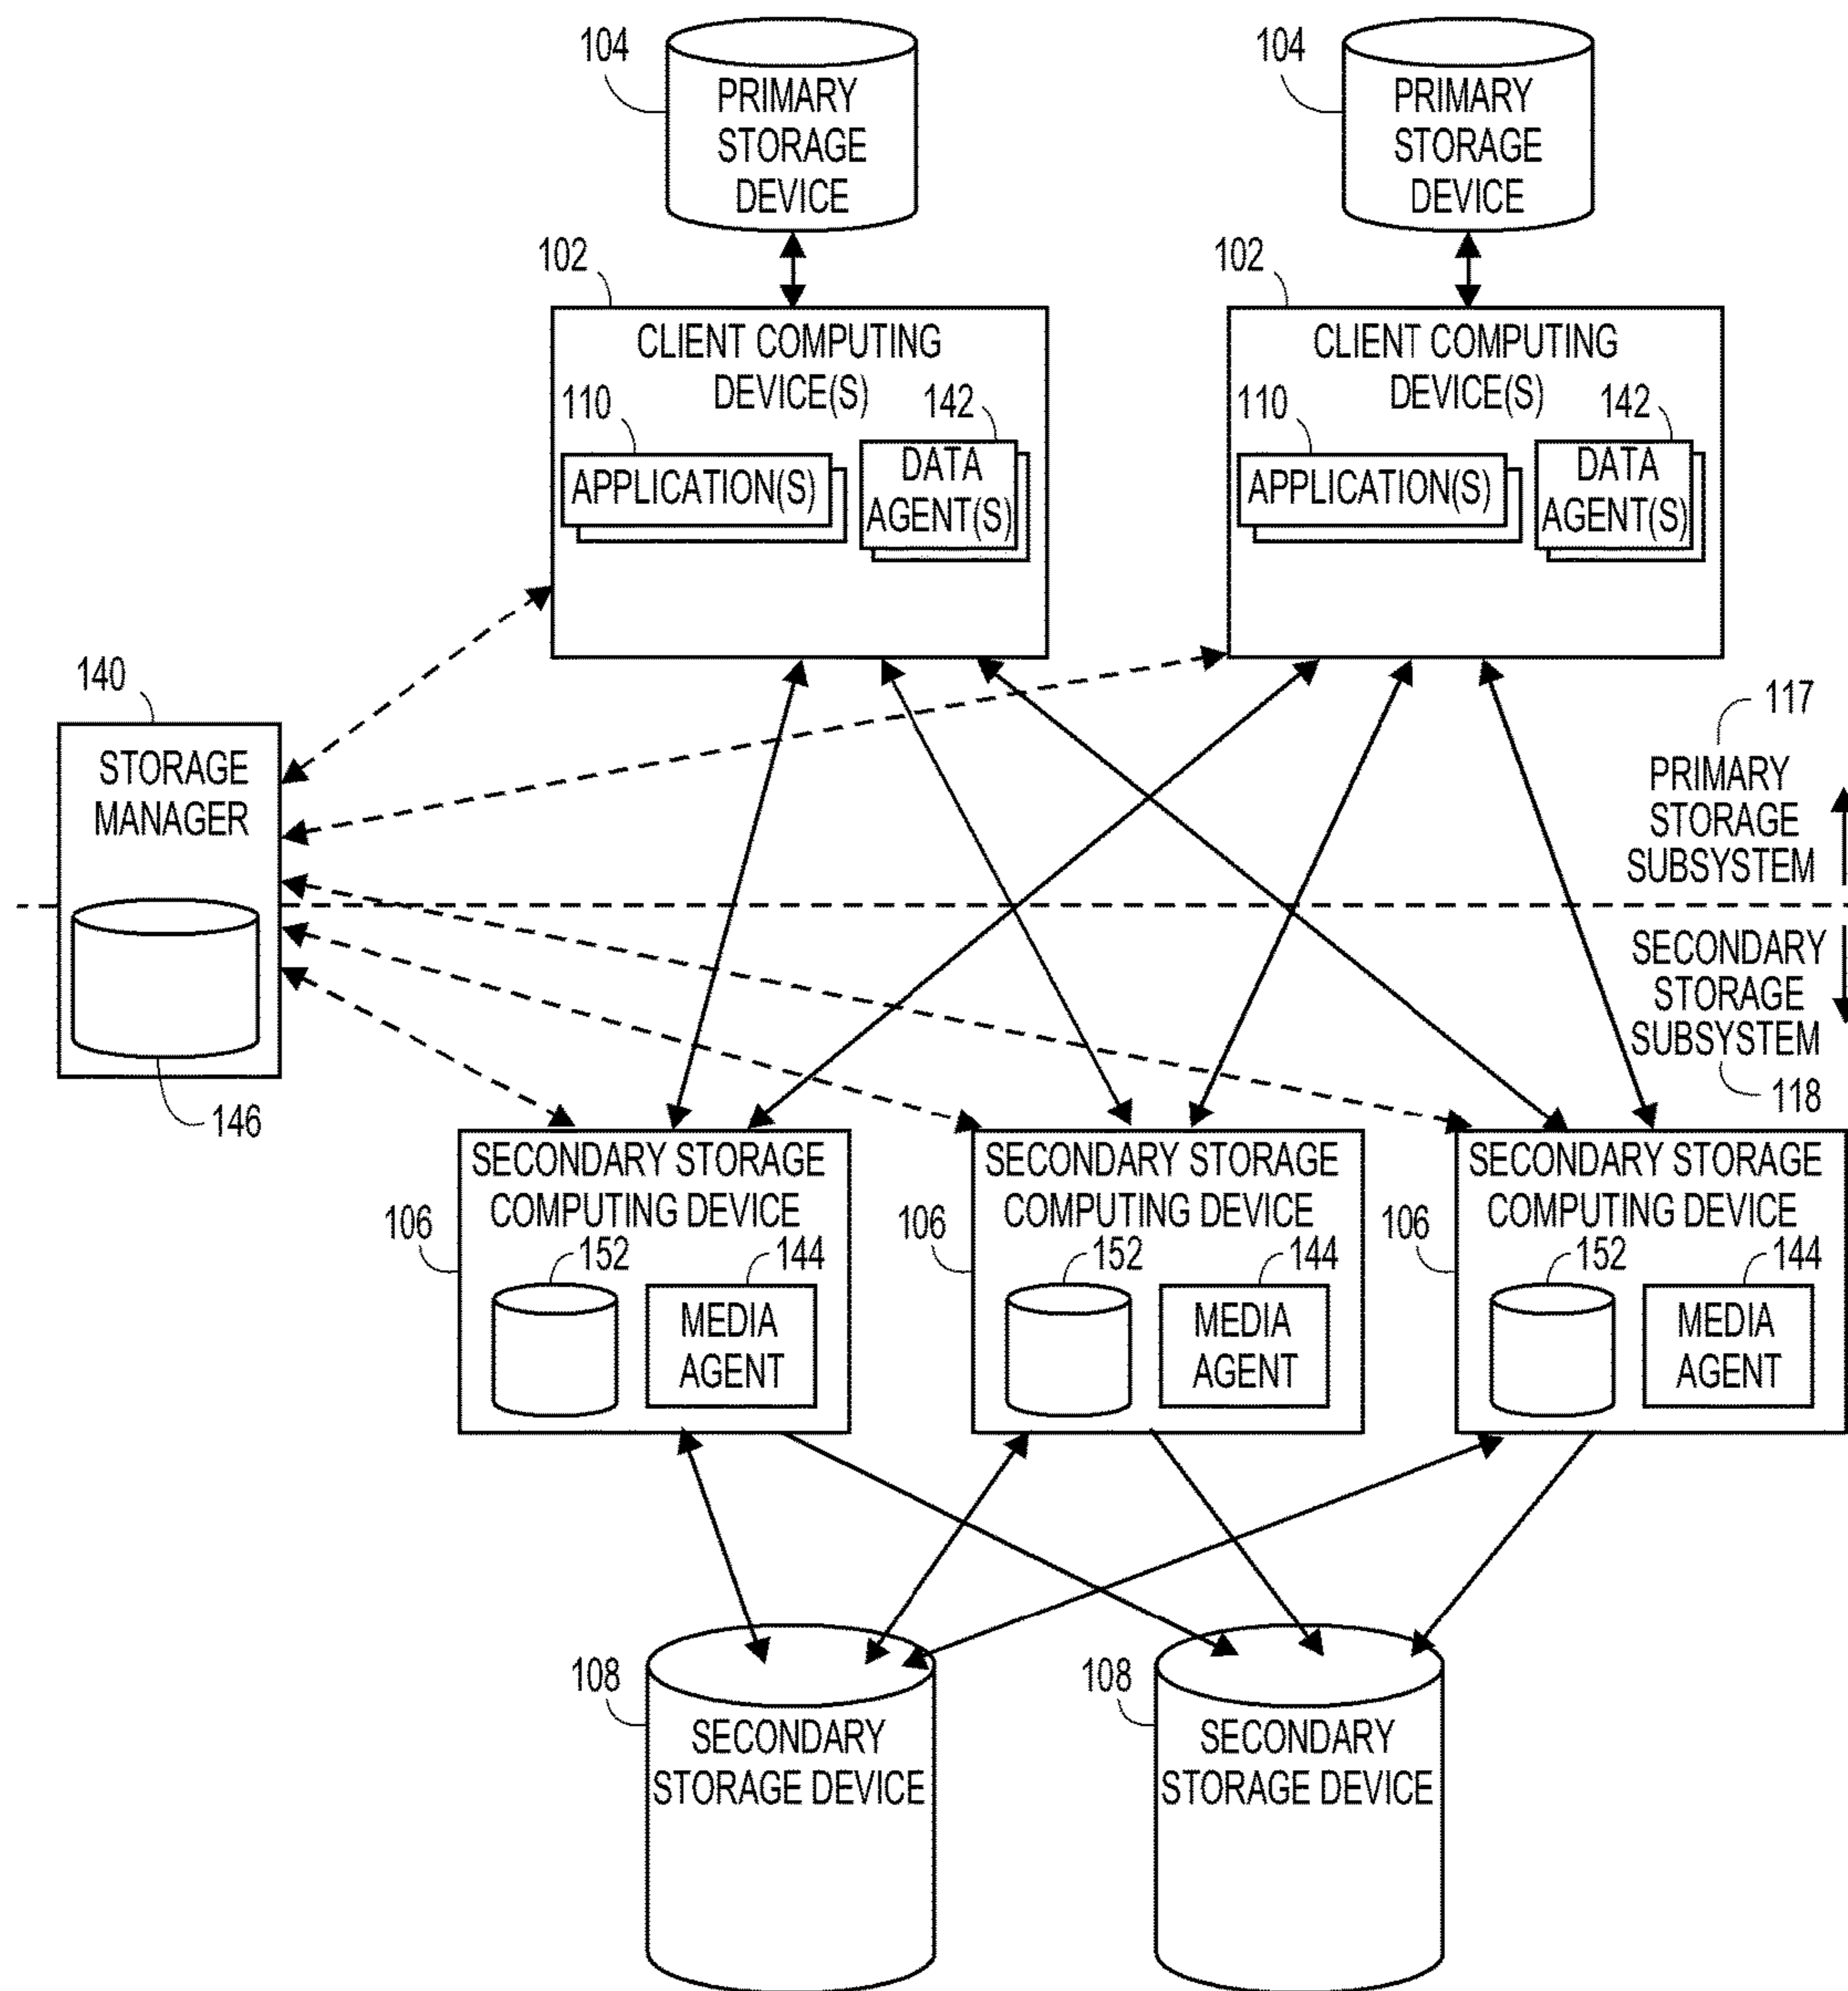 104
PRIMARY
STORAGE
DEVICE
104
PRIMARY
STORAGE
DEVICE
102
CLIENT COMPUTING
DEVICE(S)
110
142
APPLICATION(S)
DATA
AGENT(S)
102
CLIENT COMPUTING
DEVICE(S)
110
142
APPLICATION(S)
DATA
AGENT(S)
140
STORAGE
MANAGER
146
117
PRIMARY
STORAGE
SUBSYSTEM
SECONDARY
STORAGE
SUBSYSTEM
118
SECONDARY STORAGE
COMPUTING DEVICE
106
152
144
MEDIA
AGENT
SECONDARY STORAGE
COMPUTING DEVICE
106
152
144
MEDIA
AGENT
SECONDARY STORAGE
COMPUTING DEVICE
106
152
144
MEDIA
AGENT
108
SECONDARY
STORAGE DEVICE
108
SECONDARY
STORAGE DEVICE